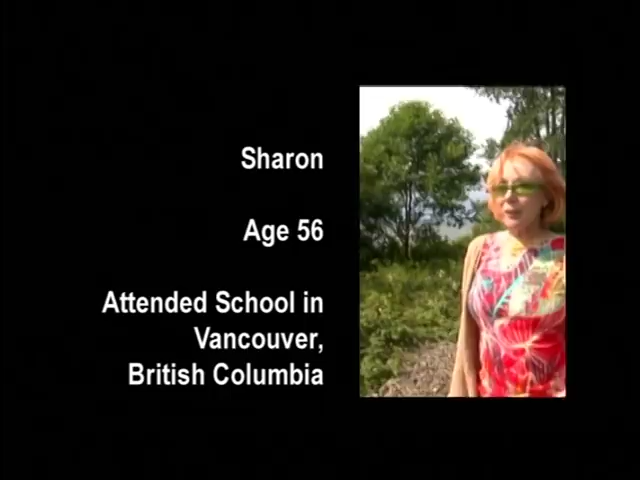 Sharon
Age 56
Attended School in
Vancouver,
British Columbia